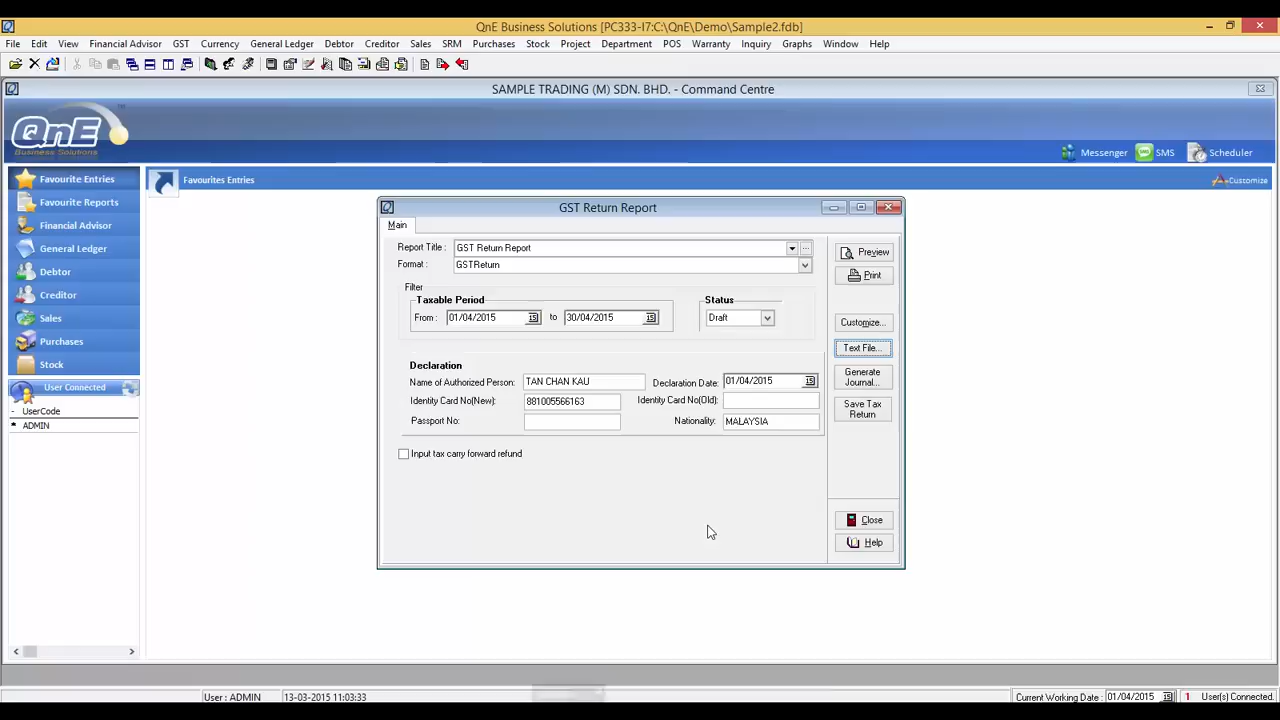 QnE Business Solutions [PC333-I7:C:\QnE\Demo\Sample2.fdb]
File Edit View Financial Advisor GST Currency General Ledger Debtor Creditor Sales SRM Purchases Stock Project Department POS Warranty Inquiry Graphs Window Help
SAMPLE TRADING (M) SDN. BHD. - Command Centre
QnE
Business Solutions
Messenger SMS Scheduler
Favourite Entries
Favourites Entries
Customize
Favourite Reports
Financial Advisor
General Ledger
Debtor
Creditor
Sales
Purchases
Stock
User Connected
- UserCode
* ADMIN
GST Return Report
Main
Report Title : GST Return Report
Format : GSTReturn
Filter
Taxable Period
From : 01/04/2015 to 30/04/2015
Status
Draft
Declaration
Name of Authorized Person: TAN CHAN KAU
Declaration Date: 01/04/2015
Identity Card No(New): 881005566163
Identity Card No(Old):
Passport No:
Nationality: MALAYSIA
Input tax carry forward refund
Preview
Print
Customize...
Text File...
Generate
Journal...
Save Tax
Return
Close
Help
User : ADMIN
13-03-2015 11:03:33
Current Working Date : 01/04/2015
1 User(s) Connected.